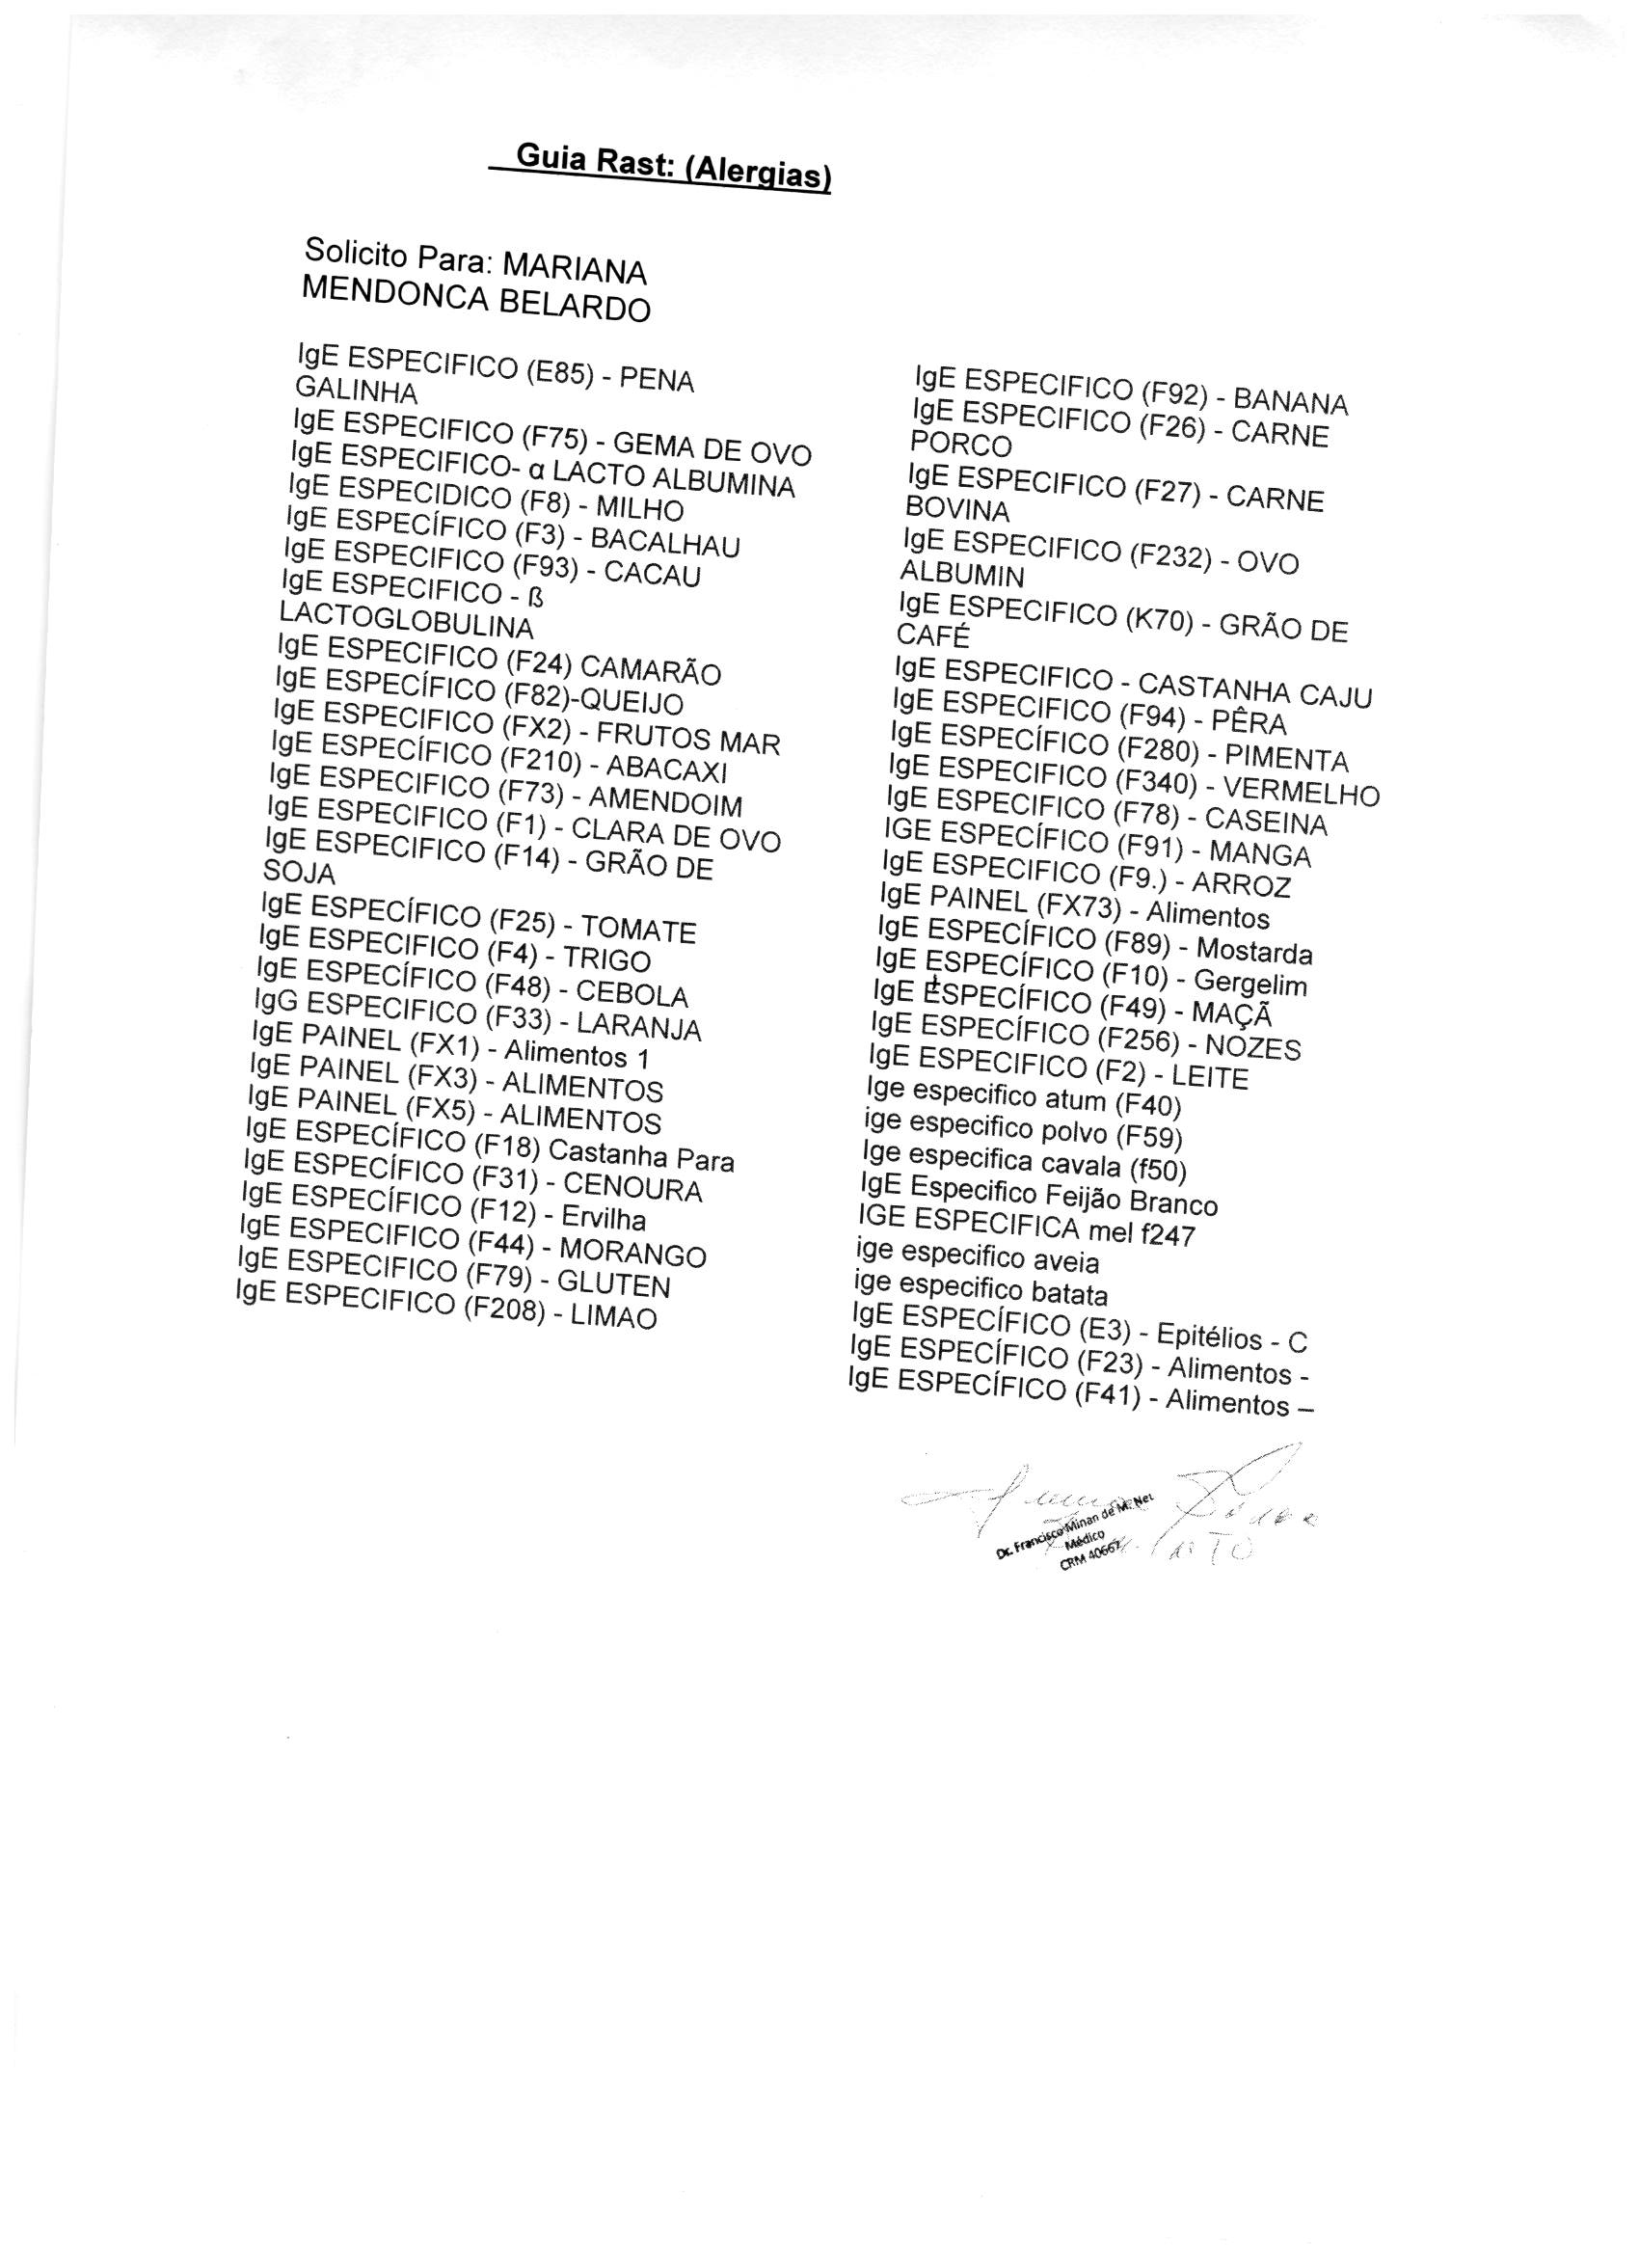 Guia Rast: (Alergias)
Solicito Para: MARIANA
MENDONCA BELARDO
IgE ESPECIFICO (E85) - PENA
GALINHA
IgE ESPECIFICO (F75) - GEMA DE OVO
IgE ESPECIFICO- α LACTO ALBUMINA
IgE ESPECIDICO (F8) - MILHO
IgE ESPECÍFICO (F3) - BACALHAU
IgE ESPECIFICO (F93) - CACAU
IgE ESPECIFICO - ß
LACTOGLOBULINA
IgE ESPECIFICO (F24) CAMARÃO
IgE ESPECÍFICO (F82)-QUEIJO
IgE ESPECIFICO (FX2) - FRUTOS MAR
IgE ESPECÍFICO (F210) - ABACAXI
IgE ESPECIFICO (F73) - AMENDOIM
IgE ESPECIFICO (F1) - CLARA DE OVO
IgE ESPECIFICO (F14) - GRÃO DE
SOJA
IgE ESPECÍFICO (F25) - TOMATE
IgE ESPECIFICO (F4) - TRIGO
IgE ESPECÍFICO (F48) - CEBOLA
IgG ESPECIFICO (F33) - LARANJA
IgE PAINEL (FX1) - Alimentos 1
IgE PAINEL (FX3) - ALIMENTOS
IgE PAINEL (FX5) - ALIMENTOS
IgE ESPECÍFICO (F18) Castanha Para
IgE ESPECÍFICO (F31) - CENOURA
IgE ESPECÍFICO (F12) - Ervilha
IgE ESPECIFICO (F44) - MORANGO
IgE ESPECIFICO (F79) - GLUTEN
IgE ESPECIFICO (F208) - LIMAO
IgE ESPECIFICO (F92) - BANANA
IgE ESPECIFICO (F26) - CARNE
PORCO
IgE ESPECIFICO (F27) - CARNE
BOVINA
IgE ESPECIFICO (F232) - OVO
ALBUMIN
IgE ESPECIFICO (K70) - GRÃO DE
CAFÉ
IgE ESPECIFICO - CASTANHA CAJU
IgE ESPECIFICO (F94) - PÊRA
IgE ESPECÍFICO (F280) - PIMENTA
IgE ESPECIFICO (F340) - VERMELHO
IgE ESPECIFICO (F78) - CASEINA
IGE ESPECÍFICO (F91) - MANGA
IgE ESPECIFICO (F9.) - ARROZ
IgE PAINEL (FX73) - Alimentos
IgE ESPECÍFICO (F89) - Mostarda
IgE ESPECÍFICO (F10) - Gergelim
IgE ESPECÍFICO (F49) - MAÇÃ
IgE ESPECÍFICO (F256) - NOZES
IgE ESPECIFICO (F2) - LEITE
Ige especifico atum (F40)
ige especifico polvo (F59)
Ige especifica cavala (f50)
IgE Especifico Feijão Branco
IGE ESPECIFICA mel f247
ige especifico aveia
ige especifico batata
IgE ESPECÍFICO (E3) - Epitélios - C
IgE ESPECÍFICO (F23) - Alimentos -
IgE ESPECÍFICO (F41) - Alimentos –
Dr. Francisco Minan de M. Net
Médico
CRM 40667